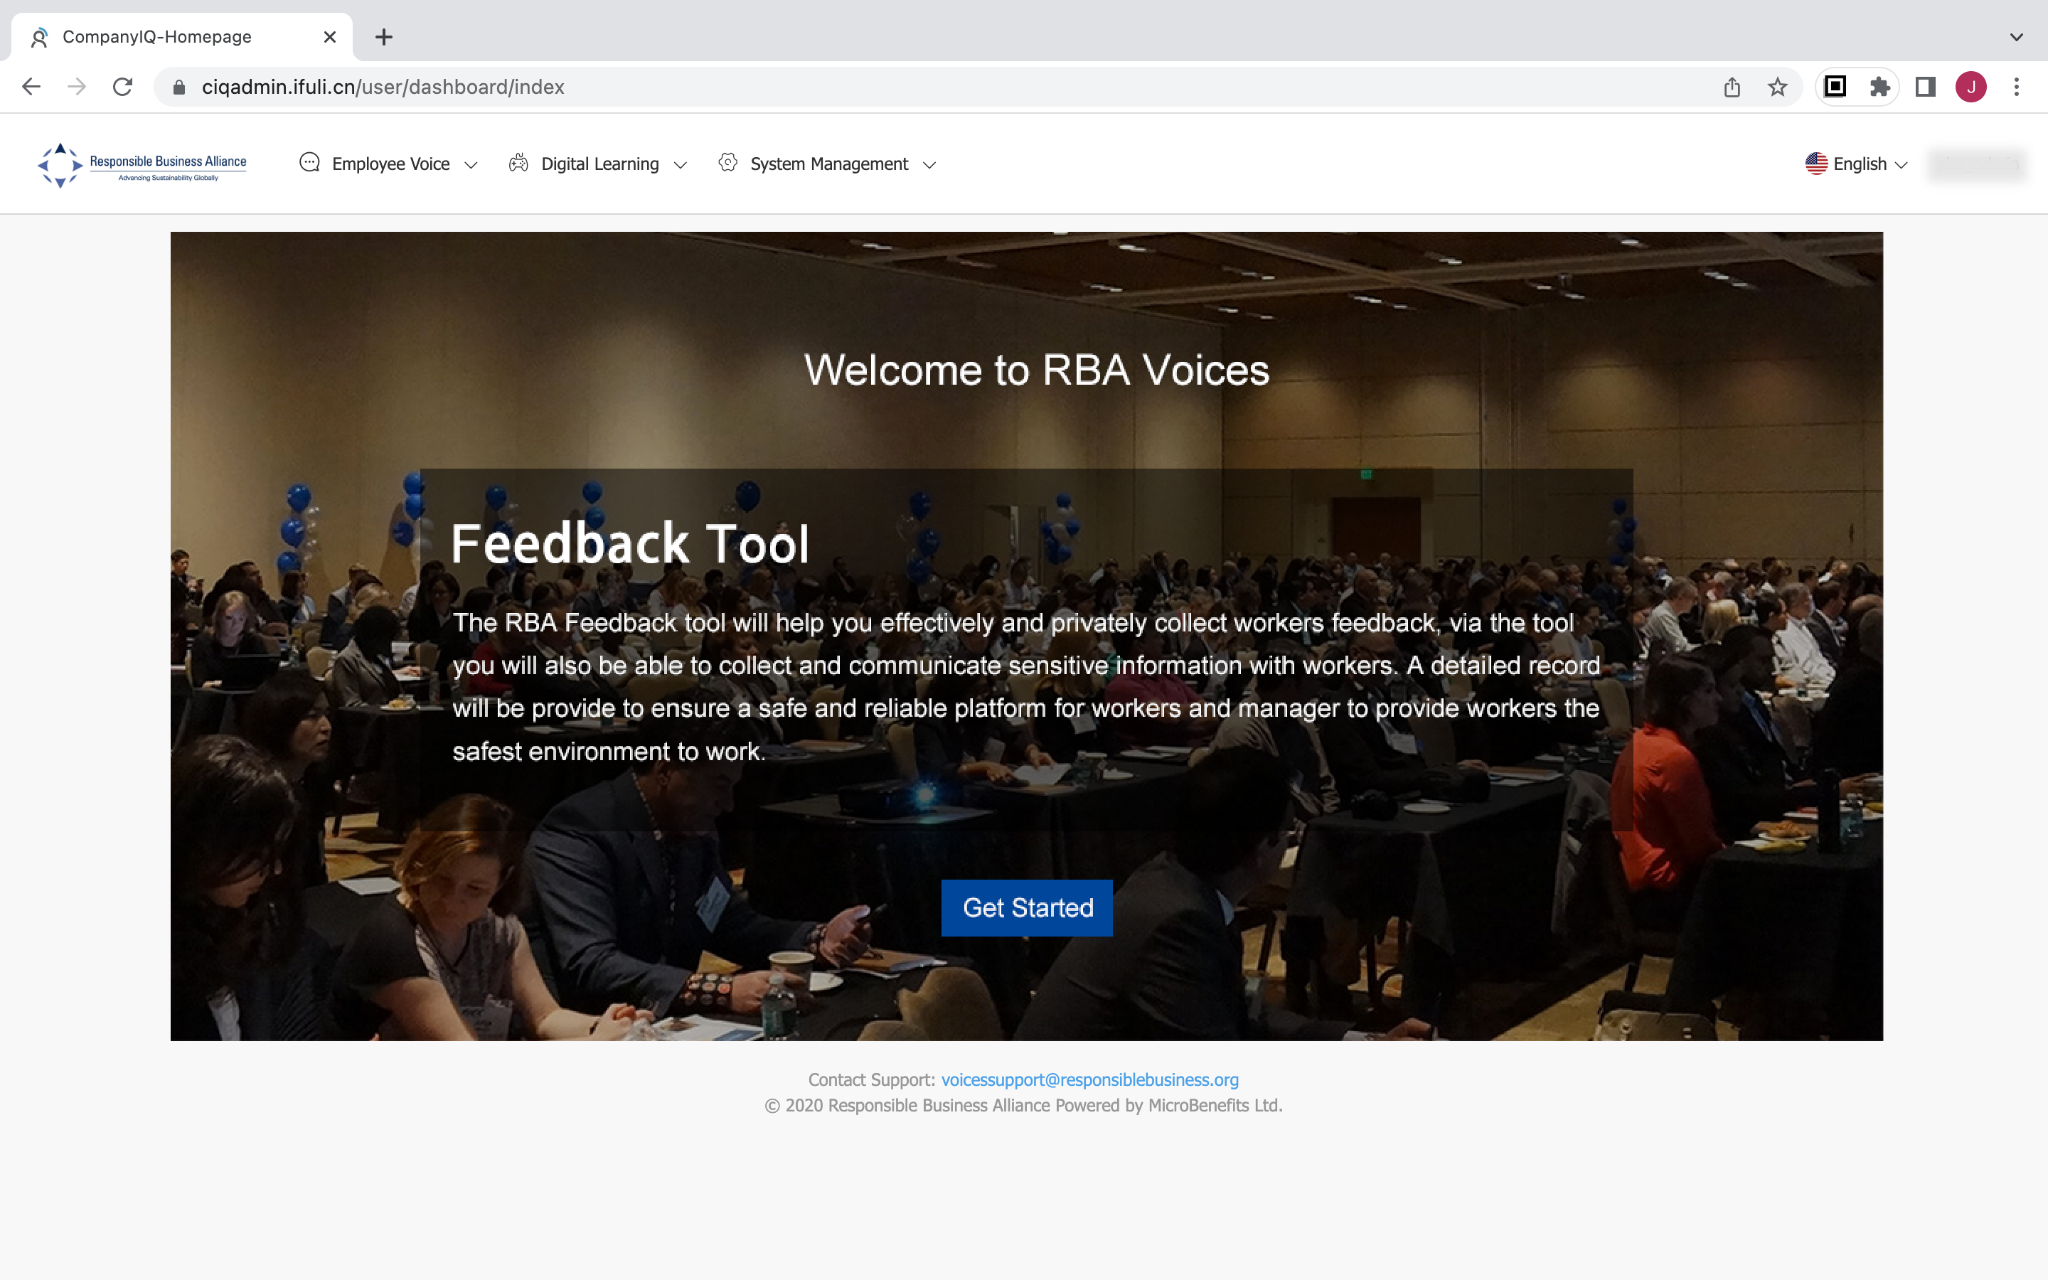 CompanyIQ-Homepage
ciqadmin.ifuli.cn/user/dashboard/index
J
Responsible Business Alliance
Advancing Sustainability Globally
Employee Voice
Digital Learning
System Management
English
Welcome to RBA Voices
Feedback Tool
The RBA Feedback tool will help you effectively and privately collect workers feedback, via the tool
you will also be able to collect and communicate sensitive information with workers. A detailed record
will be provide to ensure a safe and reliable platform for workers and manager to provide workers the
safest environment to work.
Get Started
Contact Support: voicessupport@responsiblebusiness.org
© 2020 Responsible Business Alliance Powered by MicroBenefits Ltd.